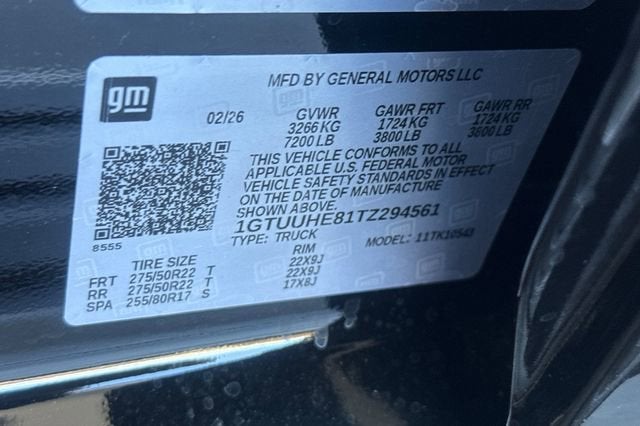 gm
MFD BY GENERAL MOTORS LLC
02/26 GVWR GAWR FRT GAWR RR
3266 KG 1724 KG 1724 KG
7200 LB 3800 LB 3800 LB
THIS VEHICLE CONFORMS TO ALL
APPLICABLE U.S. FEDERAL MOTOR
VEHICLE SAFETY STANDARDS IN EFFECT
ON THE DATE OF MANUFACTURE
SHOWN ABOVE.
1GTUUHE81TZ294561
8555
TYPE: TRUCK MODEL: 11TK10543
TIRE SIZE RIM
FRT 275/50R22 T 22X9J
RR 275/50R22 T 22X9J
SPA 255/80R17 S 17X8J